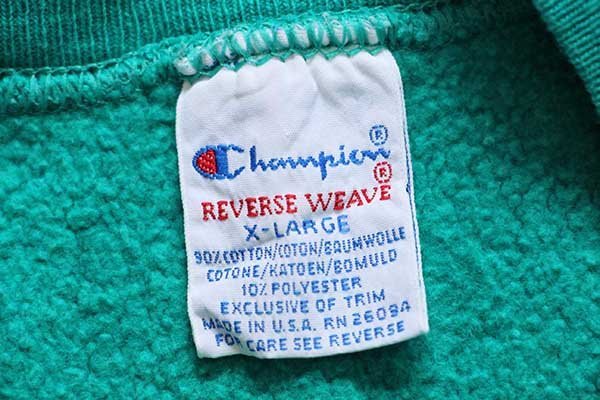 Champion®
REVERSE WEAVE®
X-LARGE
90% COTTON/COTON/BAUMWOLLE
COTONE/KATOEN/BOMULD
10% POLYESTER
EXCLUSIVE OF TRIM
MADE IN U.S.A. RN 26094
FOR CARE SEE REVERSE